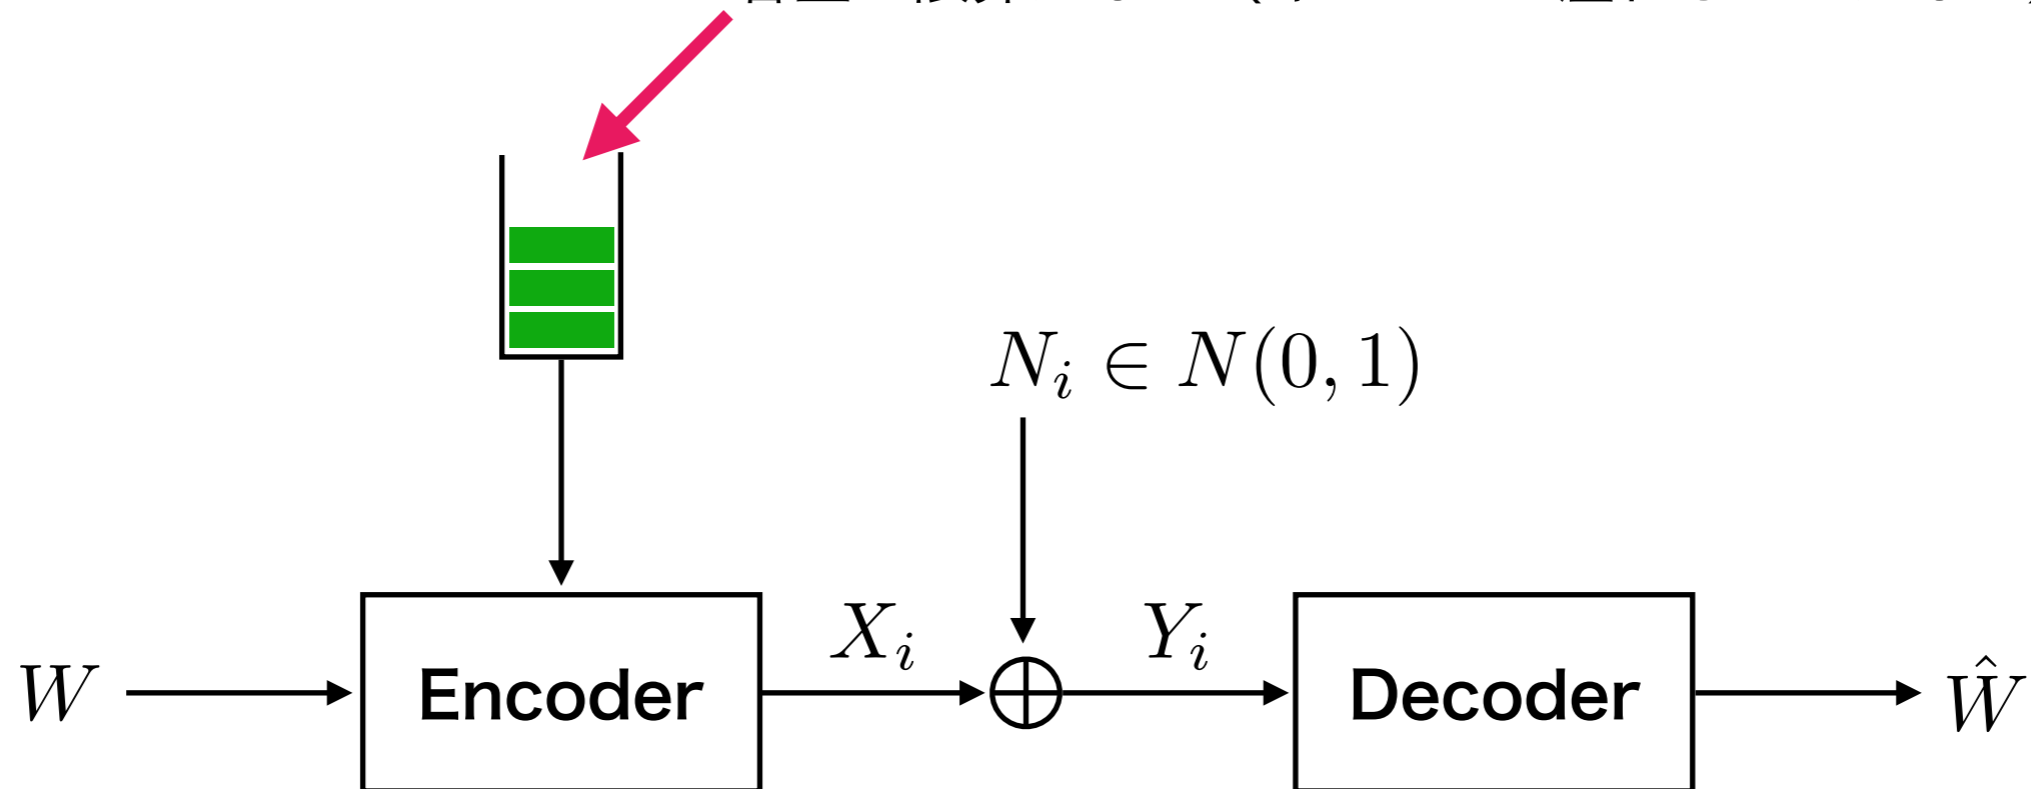 N_i ∈ N(0, 1)
X_i
Y_i
W
Encoder
Decoder
Ŵ